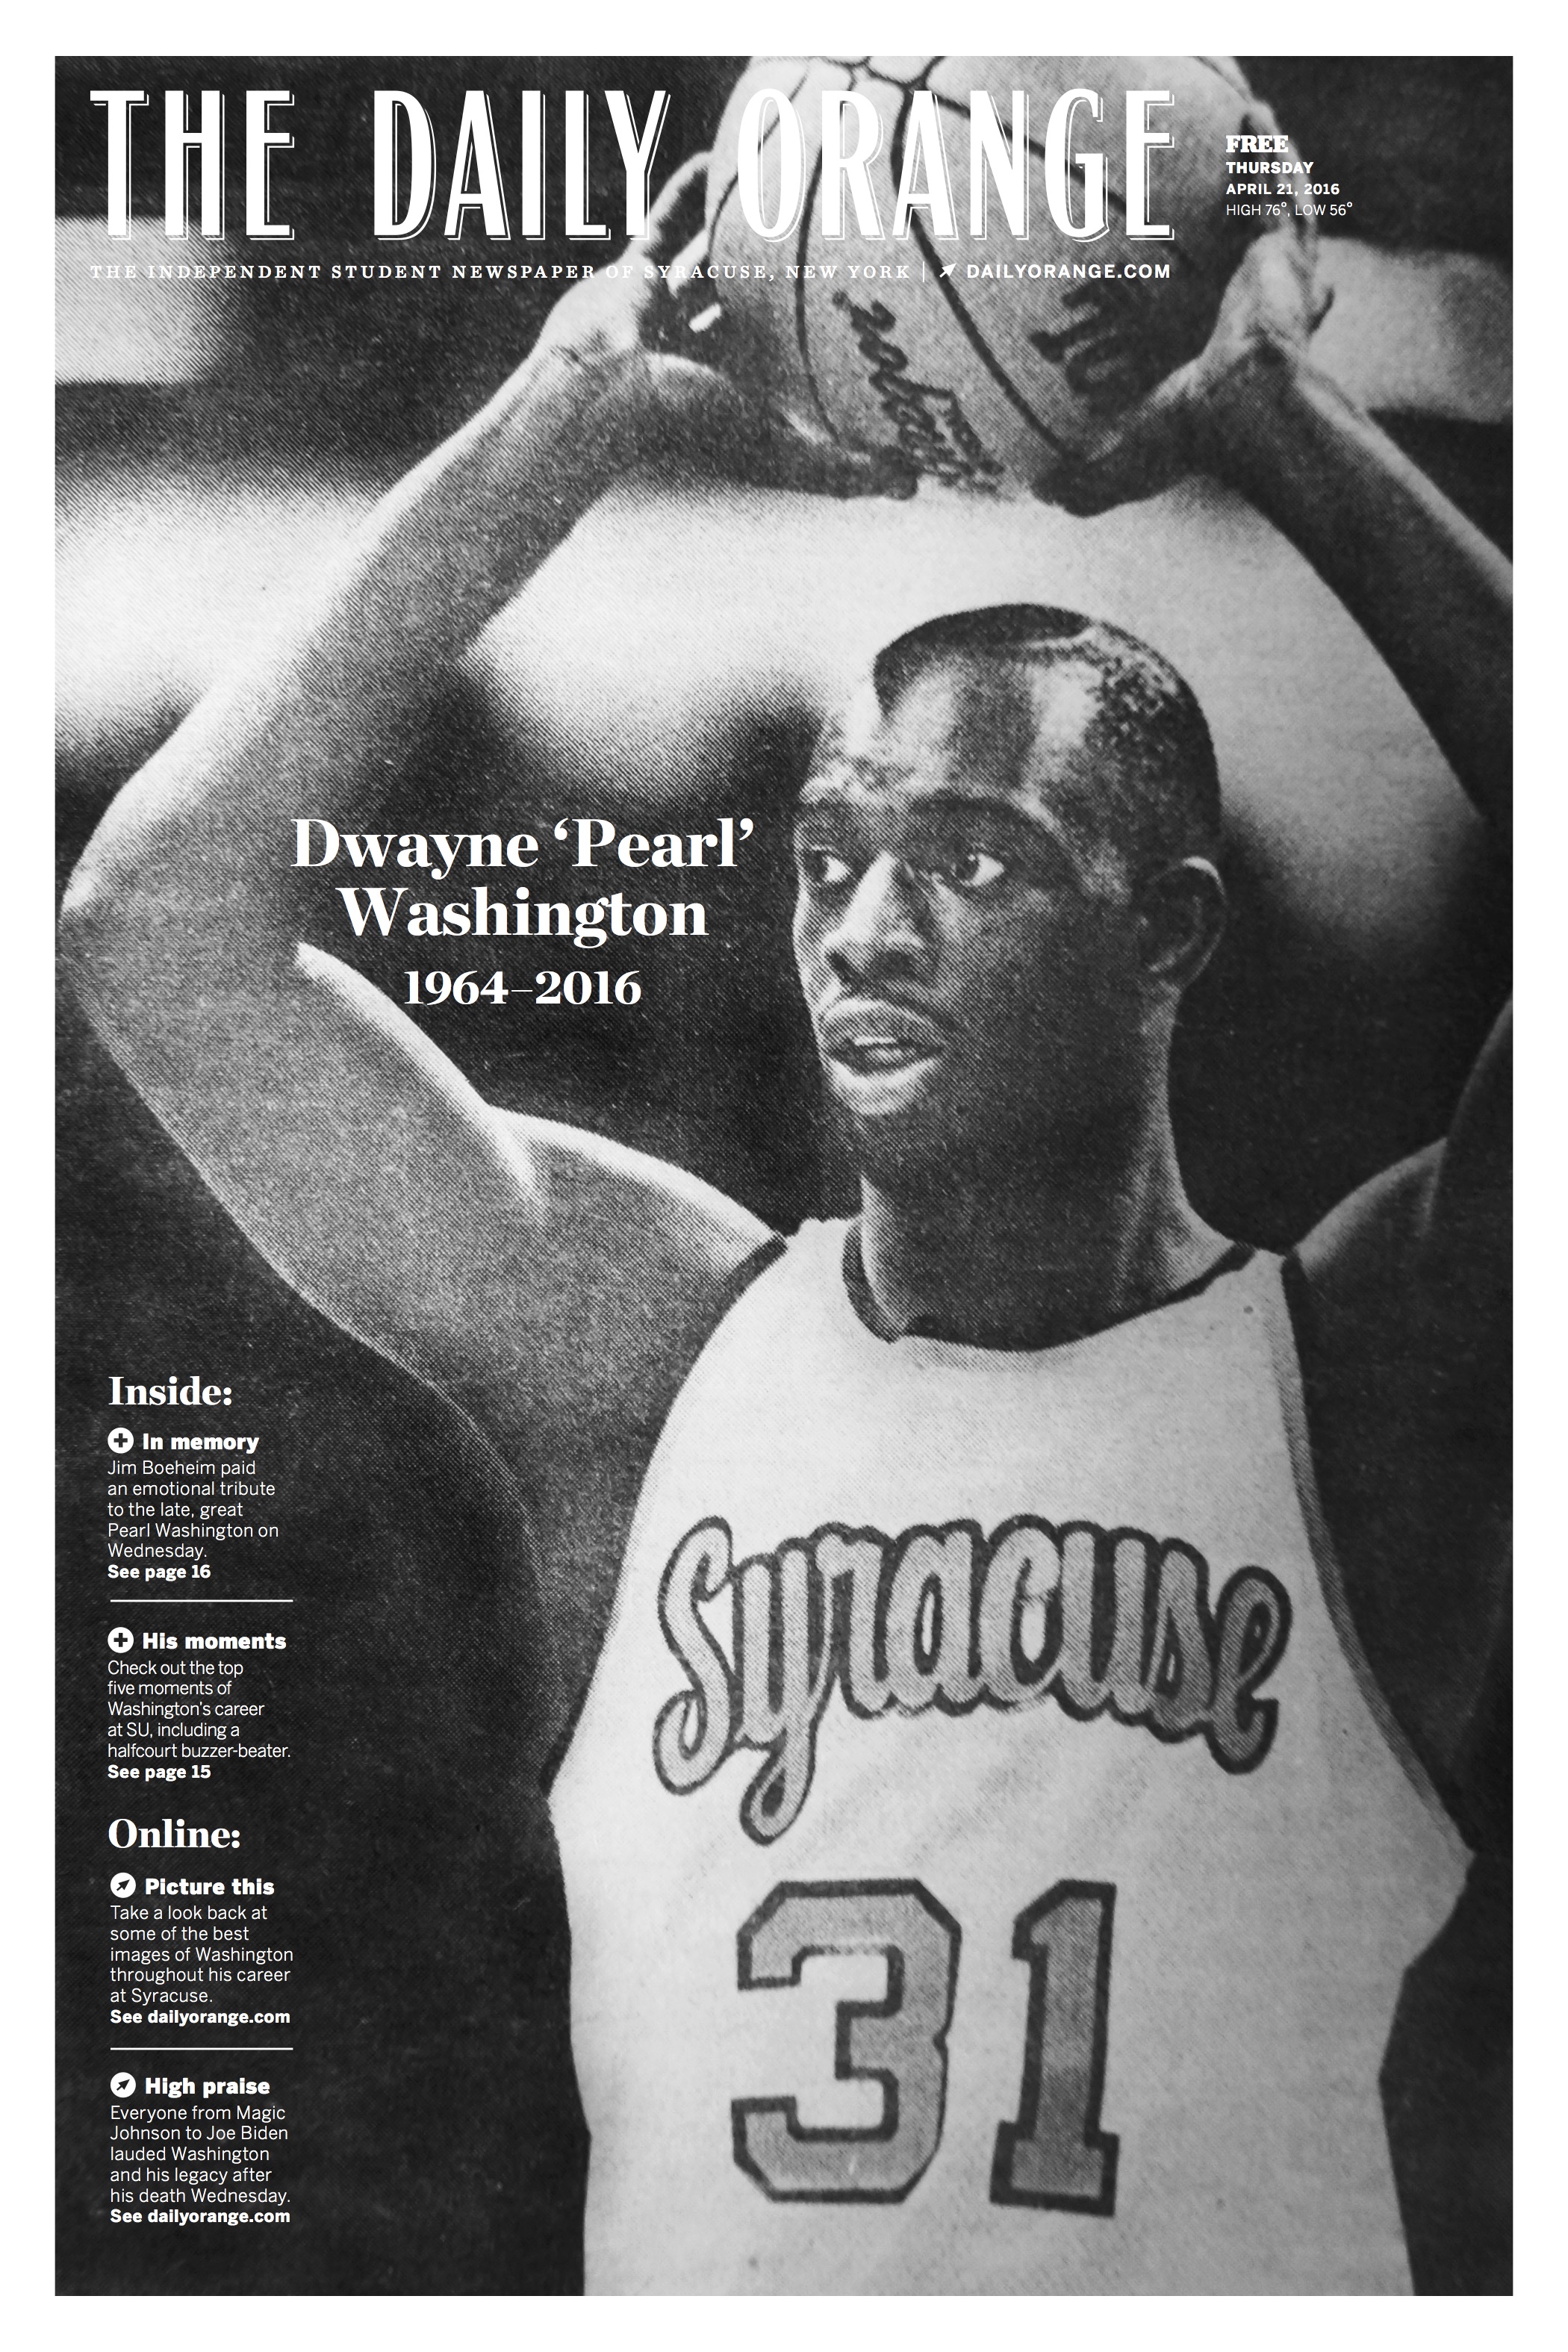 THE DAILY ORANGE
FREE
THURSDAY
APRIL 21, 2016
HIGH 76°, LOW 56°
THE INDEPENDENT STUDENT NEWSPAPER OF SYRACUSE, NEW YORK | DAILYORANGE.COM
Dwayne ‘Pearl’
Washington
1964–2016
Inside:
In memory
Jim Boeheim paid
an emotional tribute
to the late, great
Pearl Washington on
Wednesday.
See page 16
His moments
Check out the top
five moments of
Washington's career
at SU, including a
halfcourt buzzer-beater.
See page 15
Online:
Picture this
Take a look back at
some of the best
images of Washington
throughout his career
at Syracuse.
See dailyorange.com
High praise
Everyone from Magic
Johnson to Joe Biden
lauded Washington
and his legacy after
his death Wednesday.
See dailyorange.com
Syracuse
31